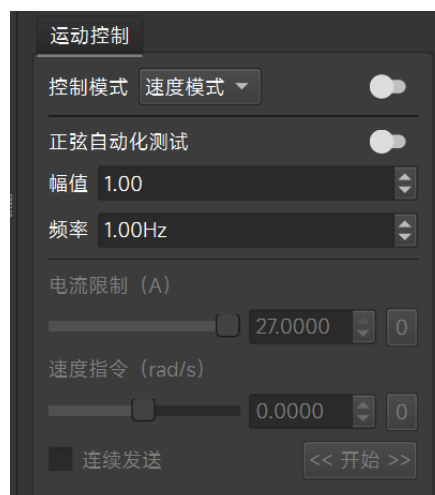 运动控制
控制模式 速度模式
正弦自动化测试
幅值 1.00
频率 1.00Hz
电流限制（A）
27.0000 0
速度指令（rad/s）
0.0000 0
连续发送 << 开始 >>